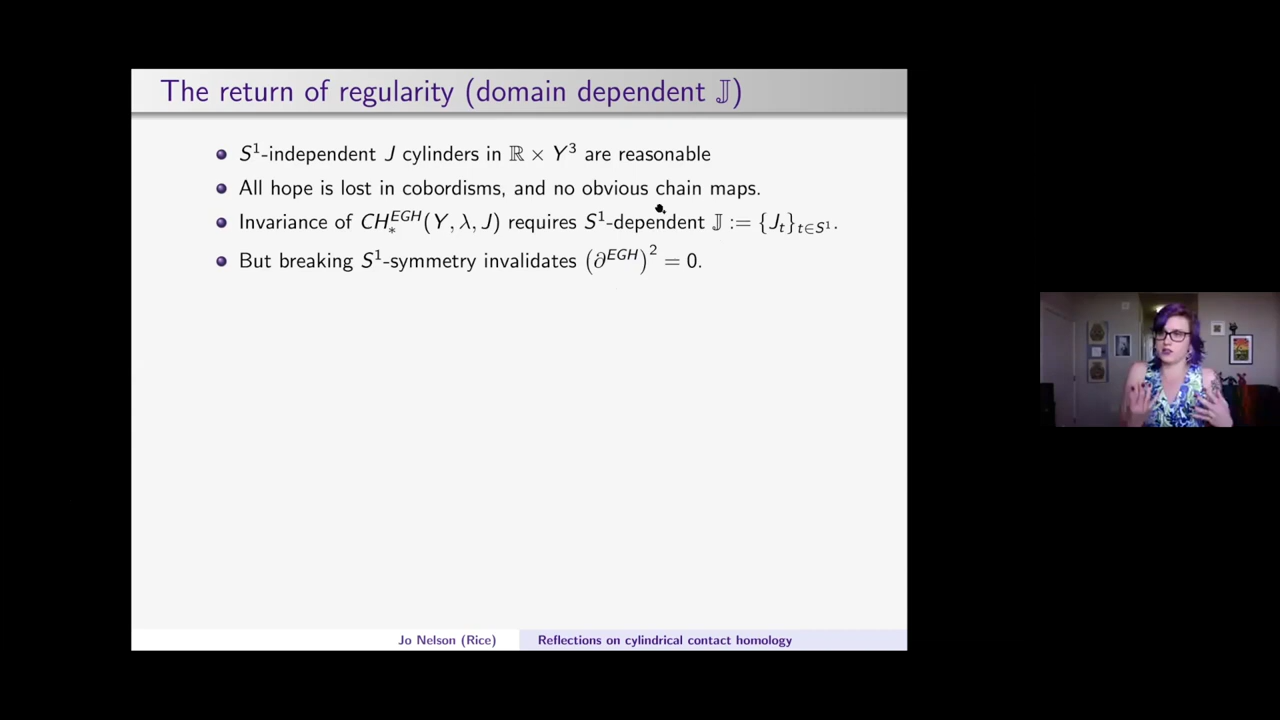 The return of regularity (domain dependent 𝕁)
S¹-independent J cylinders in ℝ × Y³ are reasonable
All hope is lost in cobordisms, and no obvious chain maps.
Invariance of CH_*^{EGH}(Y, λ, J) requires S¹-dependent 𝕁 := {J_t}_{t∈S¹}.
But breaking S¹-symmetry invalidates (∂^{EGH})² = 0.
Jo Nelson (Rice)
Reflections on cylindrical contact homology